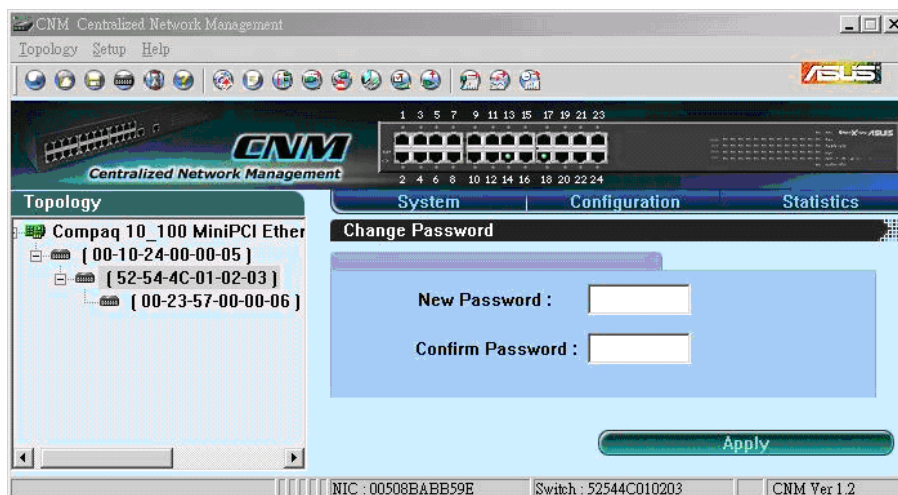 CNM Centralized Network Management
Topology Setup Help
ASUS
1 3 5 7 9 11 13 15 17 19 21 23
CNM
Centralized Network Management
2 4 6 8 10 12 14 16 18 20 22 24
Topology
System Configuration Statistics
Compaq 10_100 MiniPCI Ether
( 00-10-24-00-00-05 )
( 52-54-4C-01-02-03 )
( 00-23-57-00-00-06 )
Change Password
New Password :
Confirm Password :
Apply
NIC : 00508BABB59E Switch : 52544C010203 CNM Ver 1.2